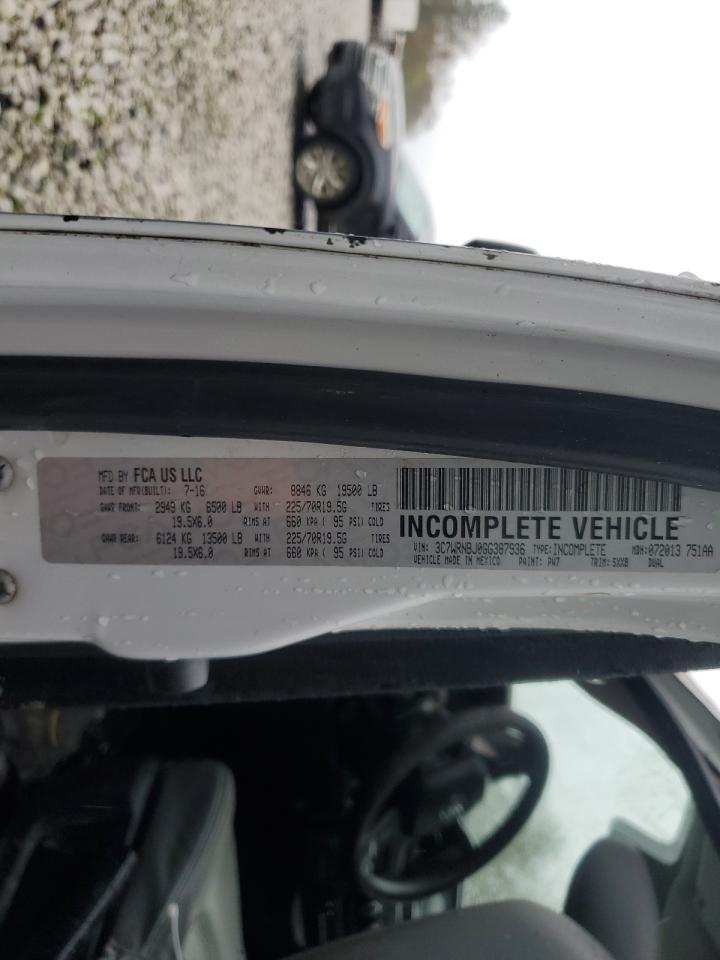 MFD BY FCA US LLC
DATE OF MFR(BUILT): 7-16 GVWR: 8846 KG 19500 LB
GAWR FRONT: 2949 KG 6500 LB WITH 225/70R19.5G TIRES
19.5X6.0 RIMS AT 660 KPA ( 95 PSI) COLD
GAWR REAR: 6124 KG 13500 LB WITH 225/70R19.5G TIRES
19.5X6.0 RIMS AT 660 KPA ( 95 PSI) COLD
INCOMPLETE VEHICLE
VIN: 3C7WRNBJ0GG387936 TYPE: INCOMPLETE MDH: 072013 751AA
VEHICLE MADE IN MEXICO PAINT: PW7 TRIM: 5XX8 DUAL